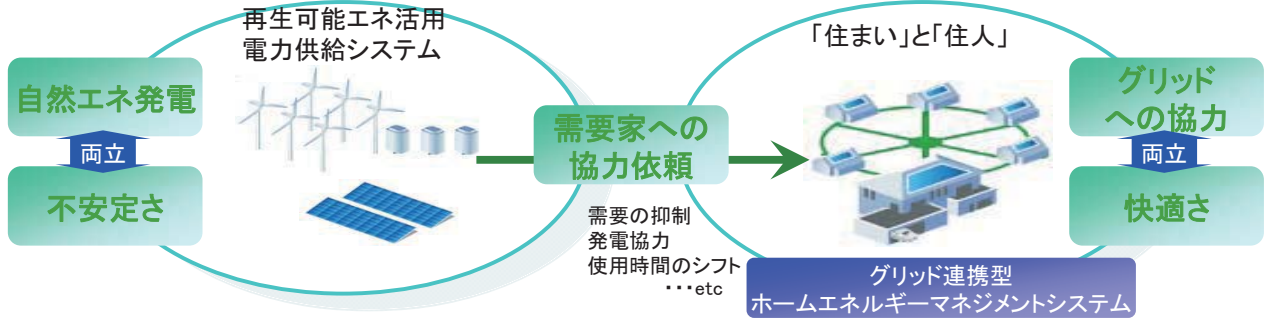 再生可能エネ活用
電力供給システム
自然エネ発電
両立
不安定さ
需要家への
協力依頼
需要の抑制
発電協力
使用時間のシフト
・・・etc
「住まい」と「住人」
グリッド
への協力
両立
快適さ
グリッド連携型
ホームエネルギーマネジメントシステム